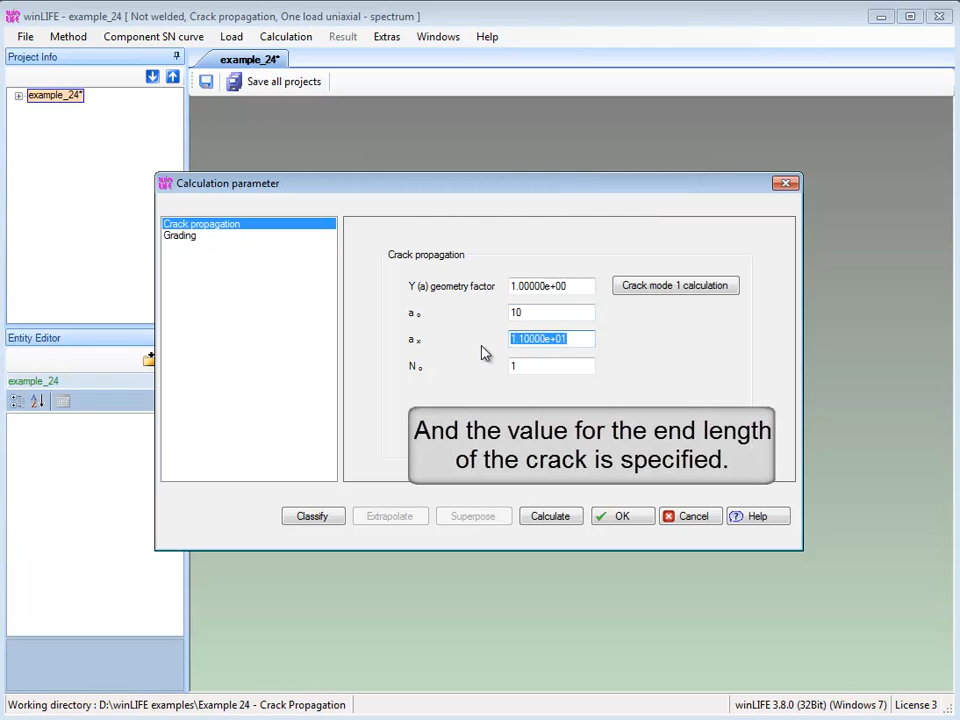 winLIFE - example_24 [ Not welded, Crack propagation, One load uniaxial - spectrum ]
File Method Component SN curve Load Calculation Result Extras Windows Help
Project Info
example_24*
Save all projects
example_24*
Calculation parameter
Crack propagation
Grading
Crack propagation
Y (a) geometry factor 1.00000e+00 Crack mode 1 calculation
a o 10
a x 1.10000e+01
N o 1
And the value for the end length
of the crack is specified.
Classify Extrapolate Superpose Calculate OK Cancel Help
Entity Editor
example_24
Working directory : D:\winLIFE examples\Example 24 - Crack Propagation winLIFE 3.8.0 (32Bit) (Windows 7) License 3